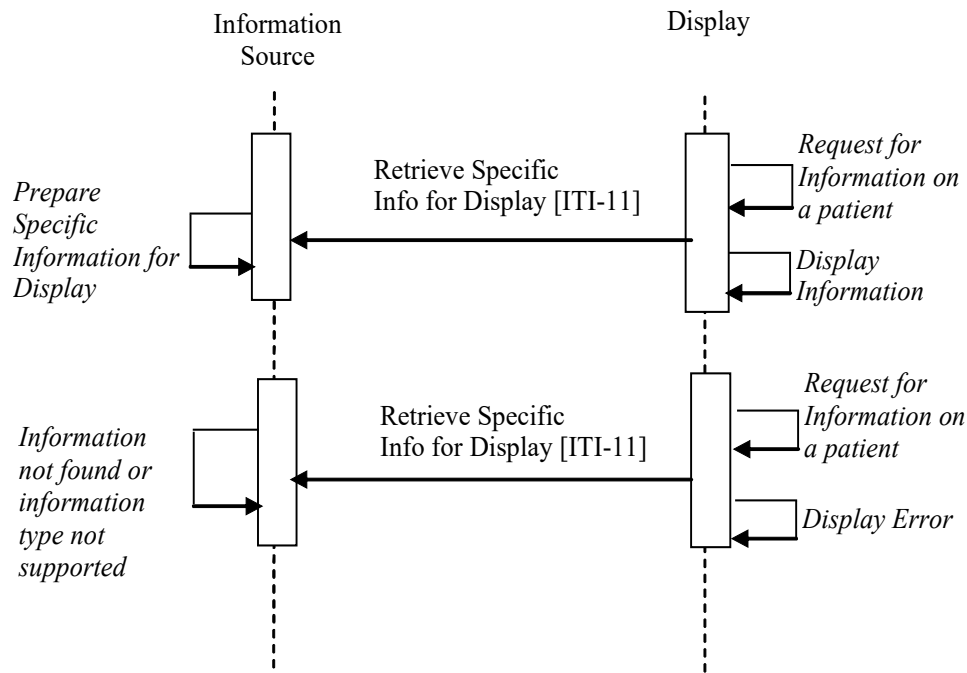 Information
Source
Display
Retrieve Specific
Info for Display [ITI-11]
Request for
Information on
a patient
Prepare
Specific
Information for
Display
Display
Information
Retrieve Specific
Info for Display [ITI-11]
Request for
Information on
a patient
Information
not found or
information
type not
supported
Display Error